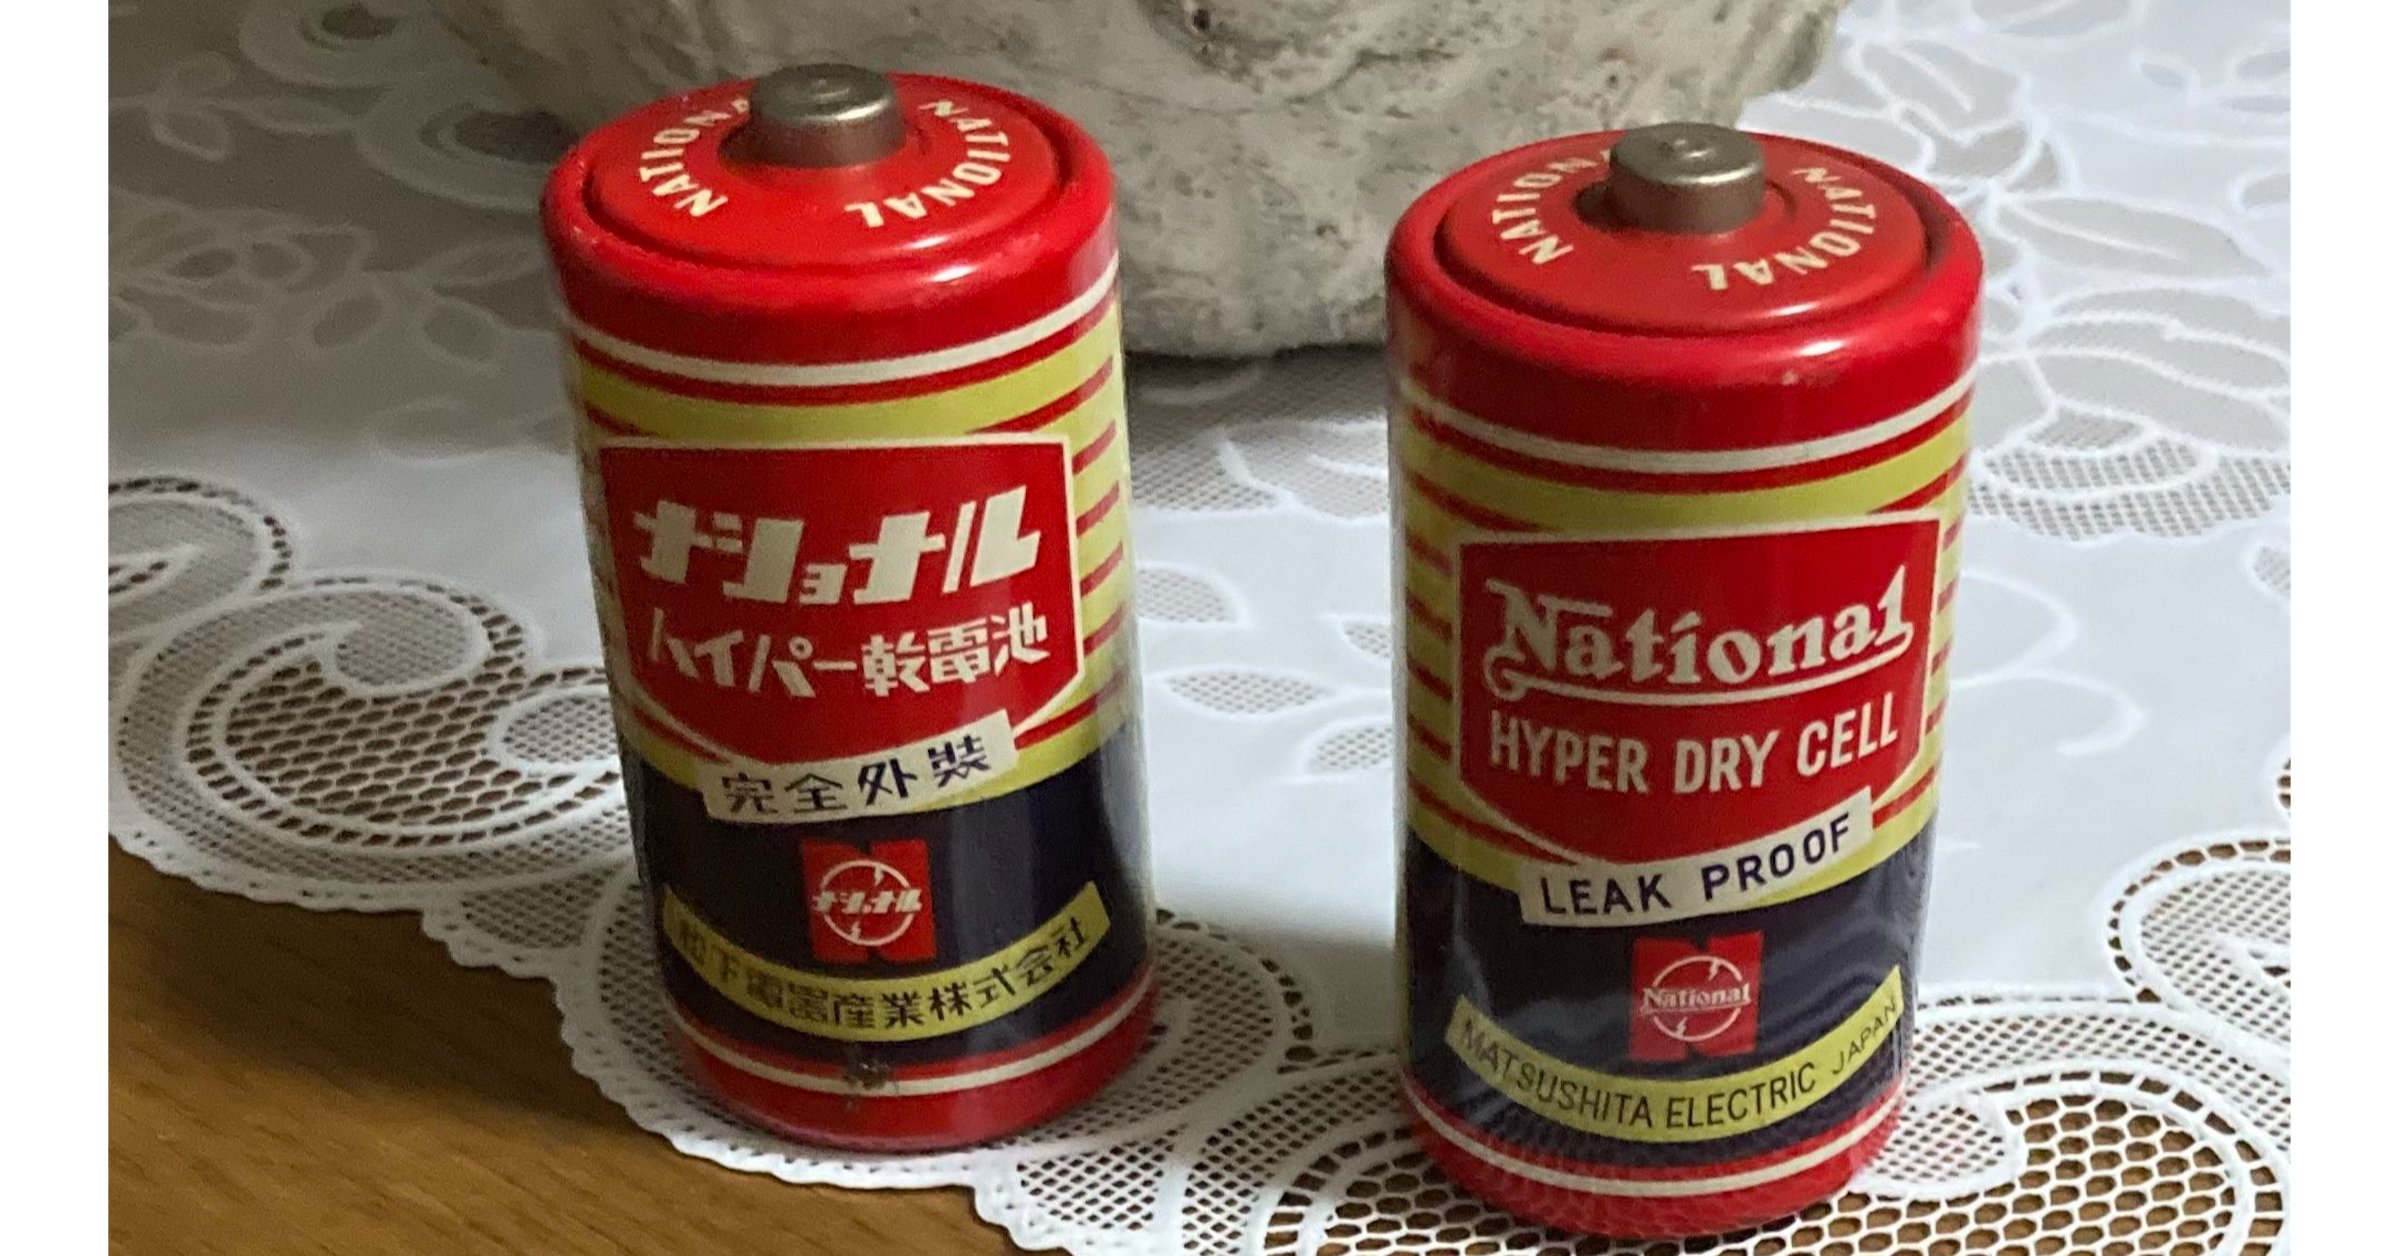 NATIONAL
NATIONAL
ナショナル
ハイパー乾電池
完全外装
ナショナル
松下電器産業株式会社
NATIONAL
NATIONAL
National
HYPER DRY CELL
LEAK PROOF
National
MATSUSHITA ELECTRIC JAPAN